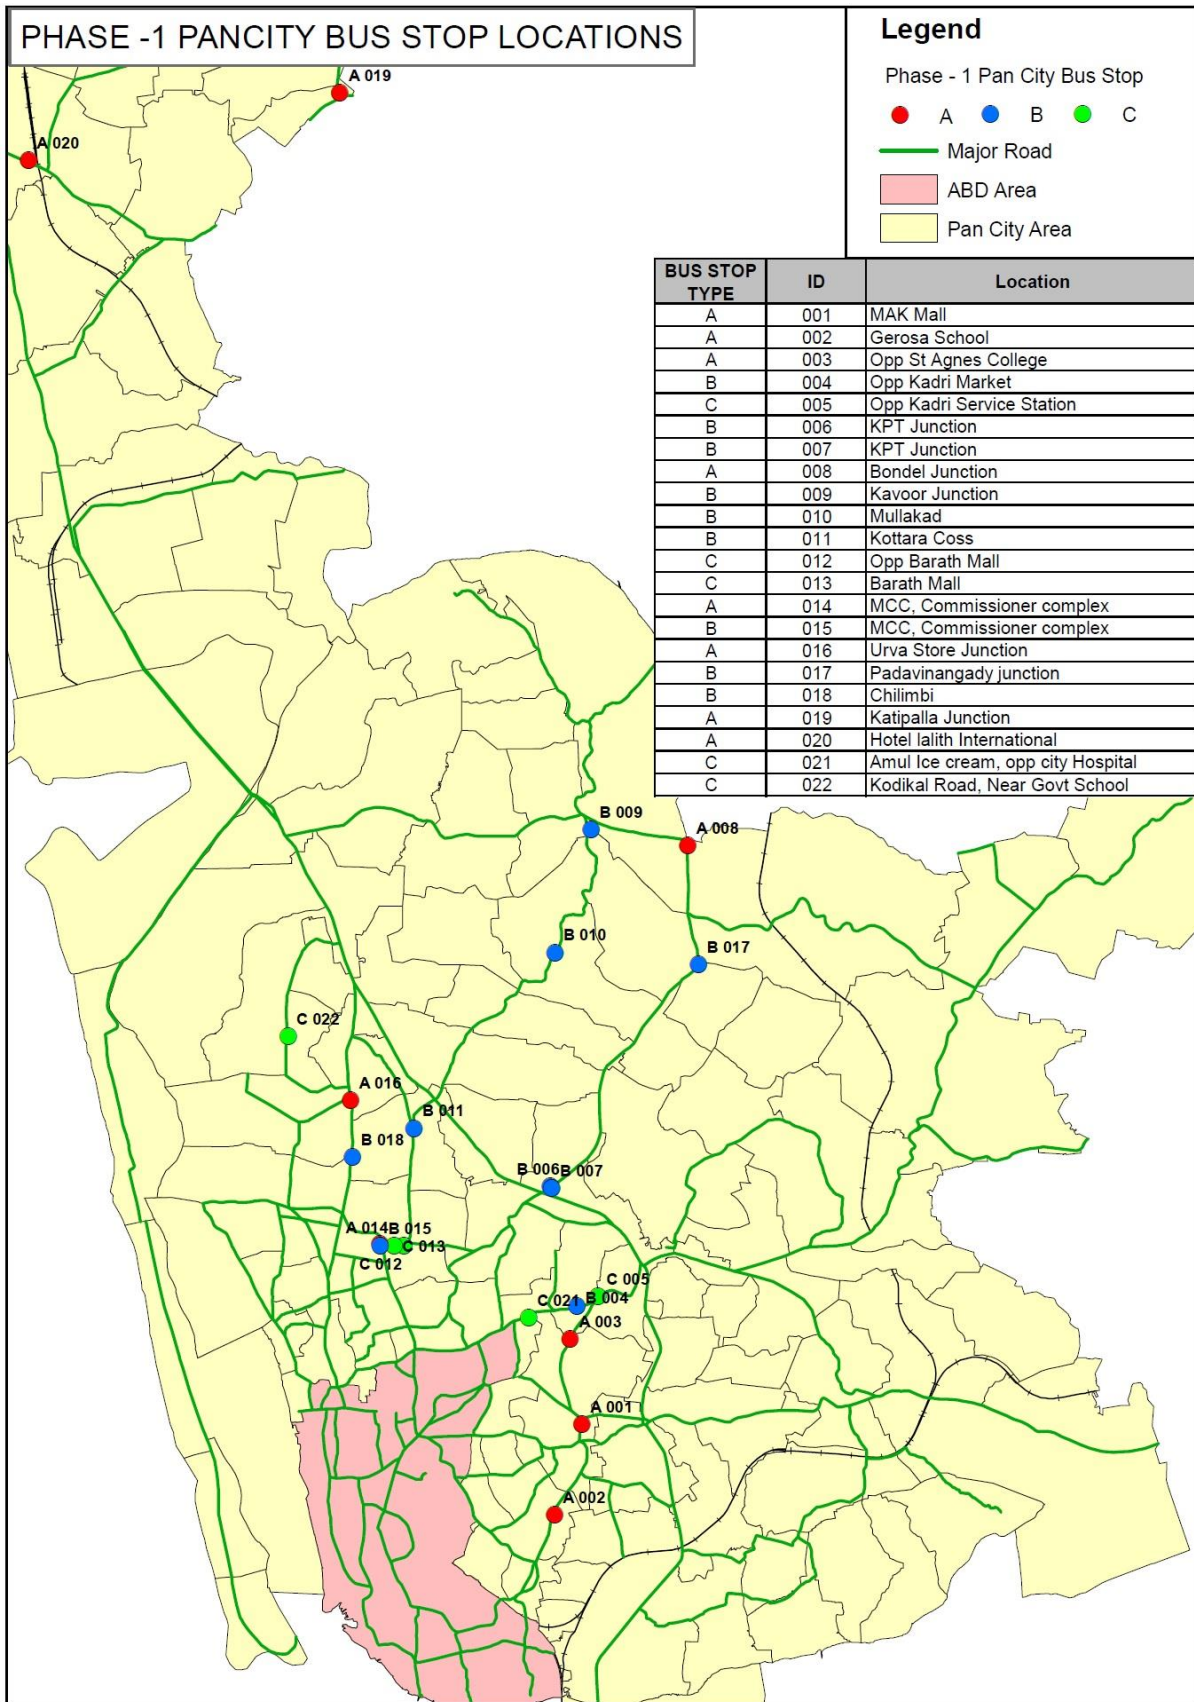 PHASE -1 PANCITY BUS STOP LOCATIONS
Legend
Phase - 1 Pan City Bus Stop
A B C
Major Road
ABD Area
Pan City Area
BUS STOP TYPE ID Location
A 001 MAK Mall
A 002 Gerosa School
A 003 Opp St Agnes College
B 004 Opp Kadri Market
C 005 Opp Kadri Service Station
B 006 KPT Junction
B 007 KPT Junction
A 008 Bondel Junction
B 009 Kavoor Junction
B 010 Mullakad
B 011 Kottara Coss
C 012 Opp Barath Mall
C 013 Barath Mall
A 014 MCC, Commissioner complex
B 015 MCC, Commissioner complex
A 016 Urva Store Junction
B 017 Padavinangady junction
B 018 Chilimbi
A 019 Katipalla Junction
A 020 Hotel lalith International
C 021 Amul Ice cream, opp city Hospital
C 022 Kodikal Road, Near Govt School
A 019
A 020
B 009
A 008
B 010
B 017
C 022
A 016
B 011
B 018
B 006 B 007
A 014 B 015
C 013
C 012
C 005
C 021 B 004
A 003
A 001
A 002